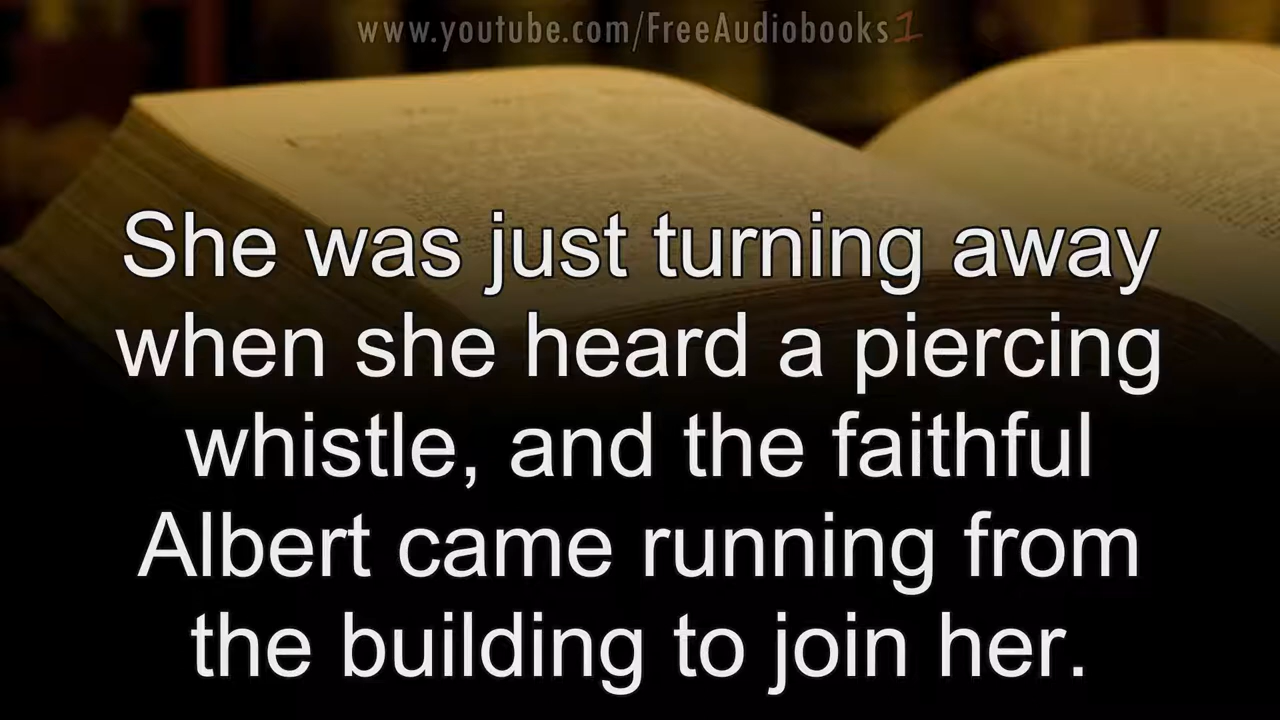 www.youtube.com/FreeAudiobooks1
She was just turning away
when she heard a piercing
whistle, and the faithful
Albert came running from
the building to join her.